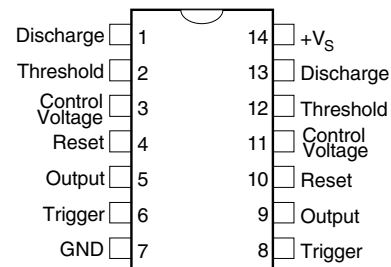 Discharge 1 14 +VS
Threshold 2 13 Discharge
Control Voltage 3 12 Threshold
Reset 4 11 Control Voltage
Output 5 10 Reset
Trigger 6 9 Output
GND 7 8 Trigger